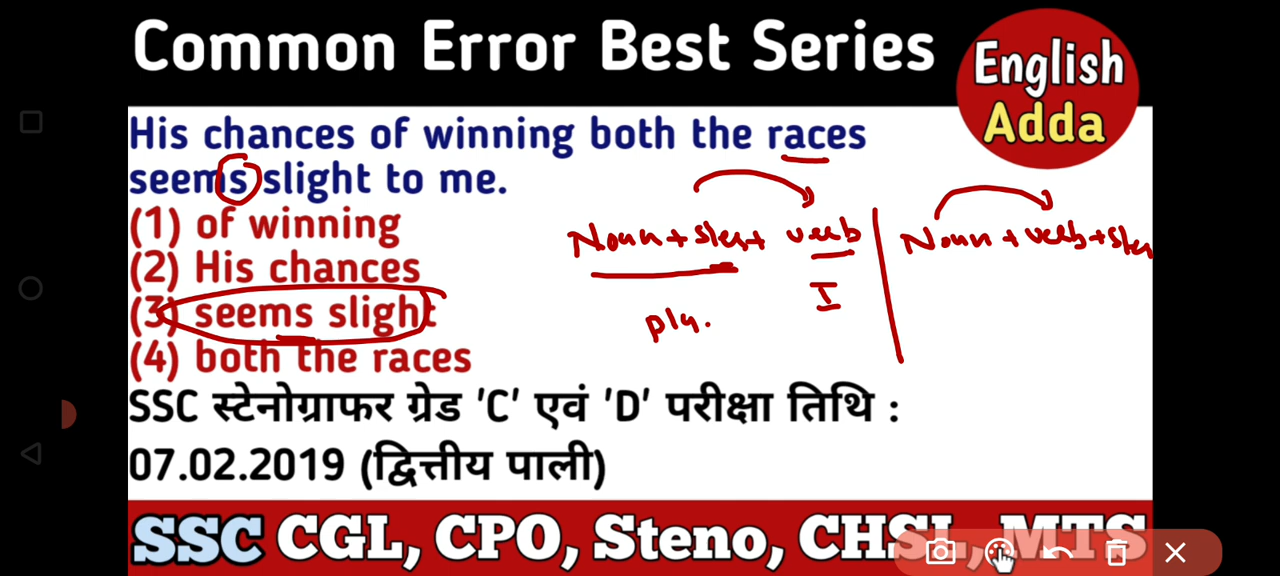 Common Error Best Series
English
Adda
His chances of winning both the races
seems slight to me.
(1) of winning
(2) His chances
(3) seems slight
(4) both the races
Noun + s/es + verb
I
plu.
Noun + verb + s/es
SSC स्टेनोग्राफर ग्रेड 'C' एवं 'D' परीक्षा तिथि :
07.02.2019 (द्वित्तीय पाली)
SSC CGL, CPO, Steno, CHSL, MTS